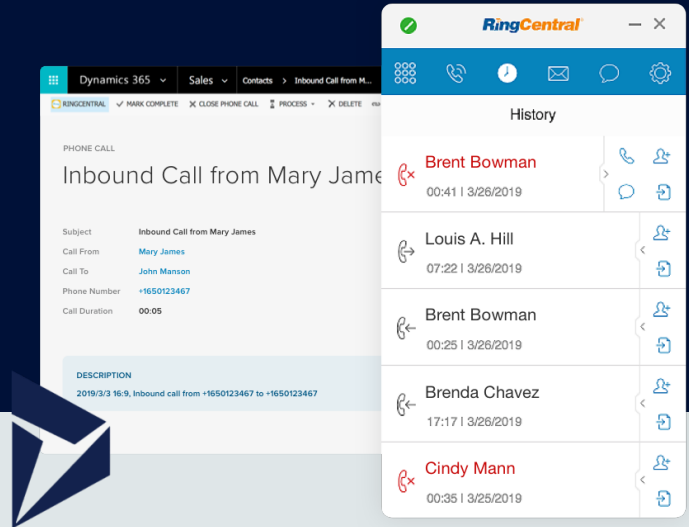 RingCentral
Dynamics 365 Sales Contacts > Inbound Call from M...
RINGCENTRAL MARK COMPLETE CLOSE PHONE CALL PROCESS DELETE
PHONE CALL
Inbound Call from Mary Jame
Subject Inbound Call from Mary James
Call From Mary James
Call To John Manson
Phone Number +1650123467
Call Duration 00:05
DESCRIPTION
2019/3/3 16:9, Inbound call from +1650123467 to +1650123467
History
Brent Bowman
00:41 | 3/26/2019
Louis A. Hill
07:22 | 3/26/2019
Brent Bowman
00:25 | 3/26/2019
Brenda Chavez
17:17 | 3/26/2019
Cindy Mann
00:35 | 3/25/2019